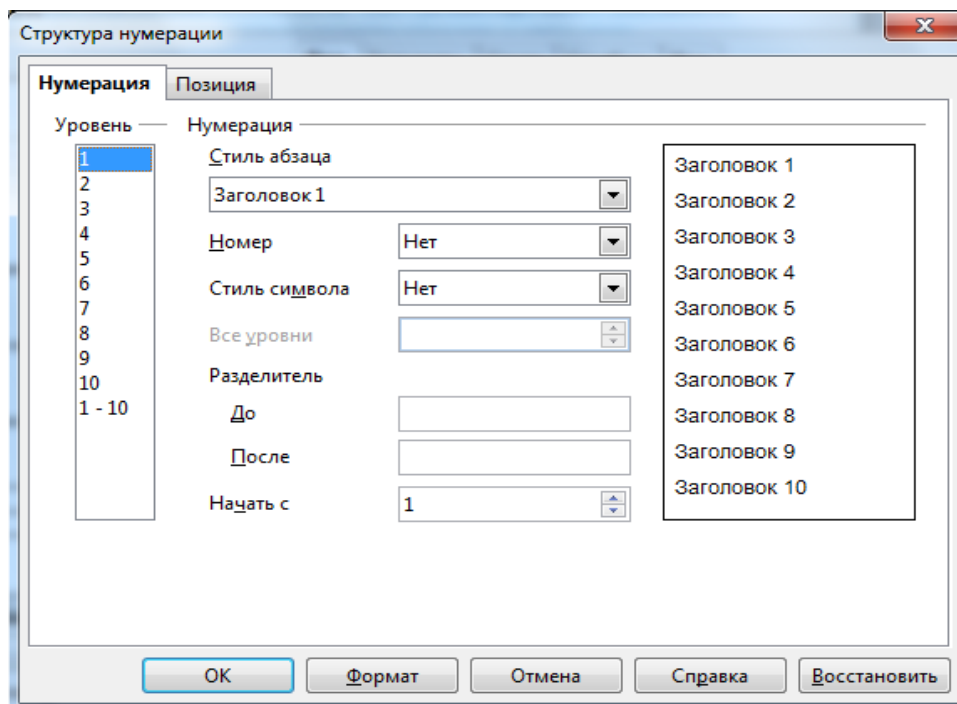 Структура нумерации
Нумерация Позиция
Уровень Нумерация
1
2
3
4
5
6
7
8
9
10
1 - 10
Стиль абзаца
Заголовок 1
Номер Нет
Стиль символа Нет
Все уровни
Разделитель
До
После
Начать с 1
Заголовок 1
Заголовок 2
Заголовок 3
Заголовок 4
Заголовок 5
Заголовок 6
Заголовок 7
Заголовок 8
Заголовок 9
Заголовок 10
ОК Формат Отмена Справка Восстановить